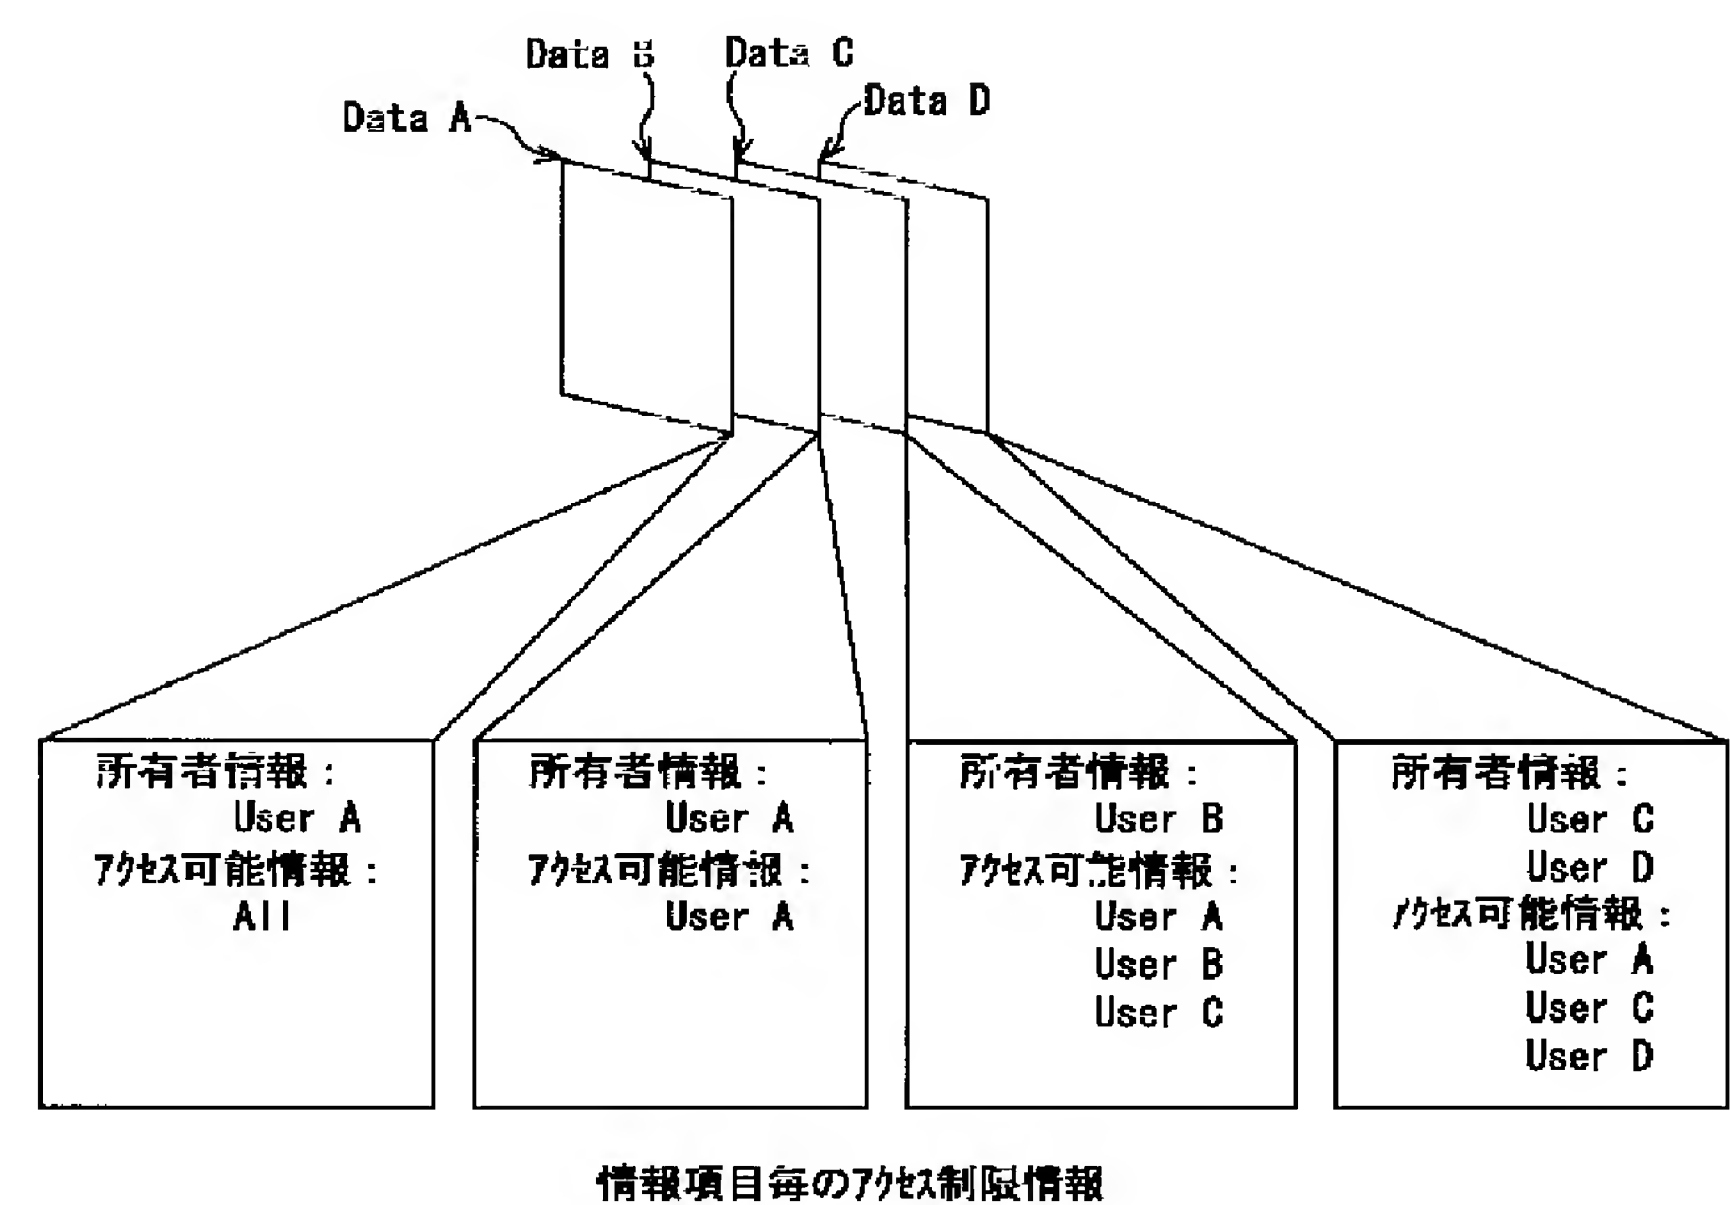 Data B
Data C
Data A
Data D
所有者情報：
User A
ｱｸｾｽ可能情報：
All
所有者情報：
User A
ｱｸｾｽ可能情報：
User A
所有者情報：
User B
ｱｸｾｽ可能情報：
User A
User B
User C
所有者情報：
User C
User D
ｱｸｾｽ可能情報：
User A
User C
User D
情報項目毎のｱｸｾｽ制限情報